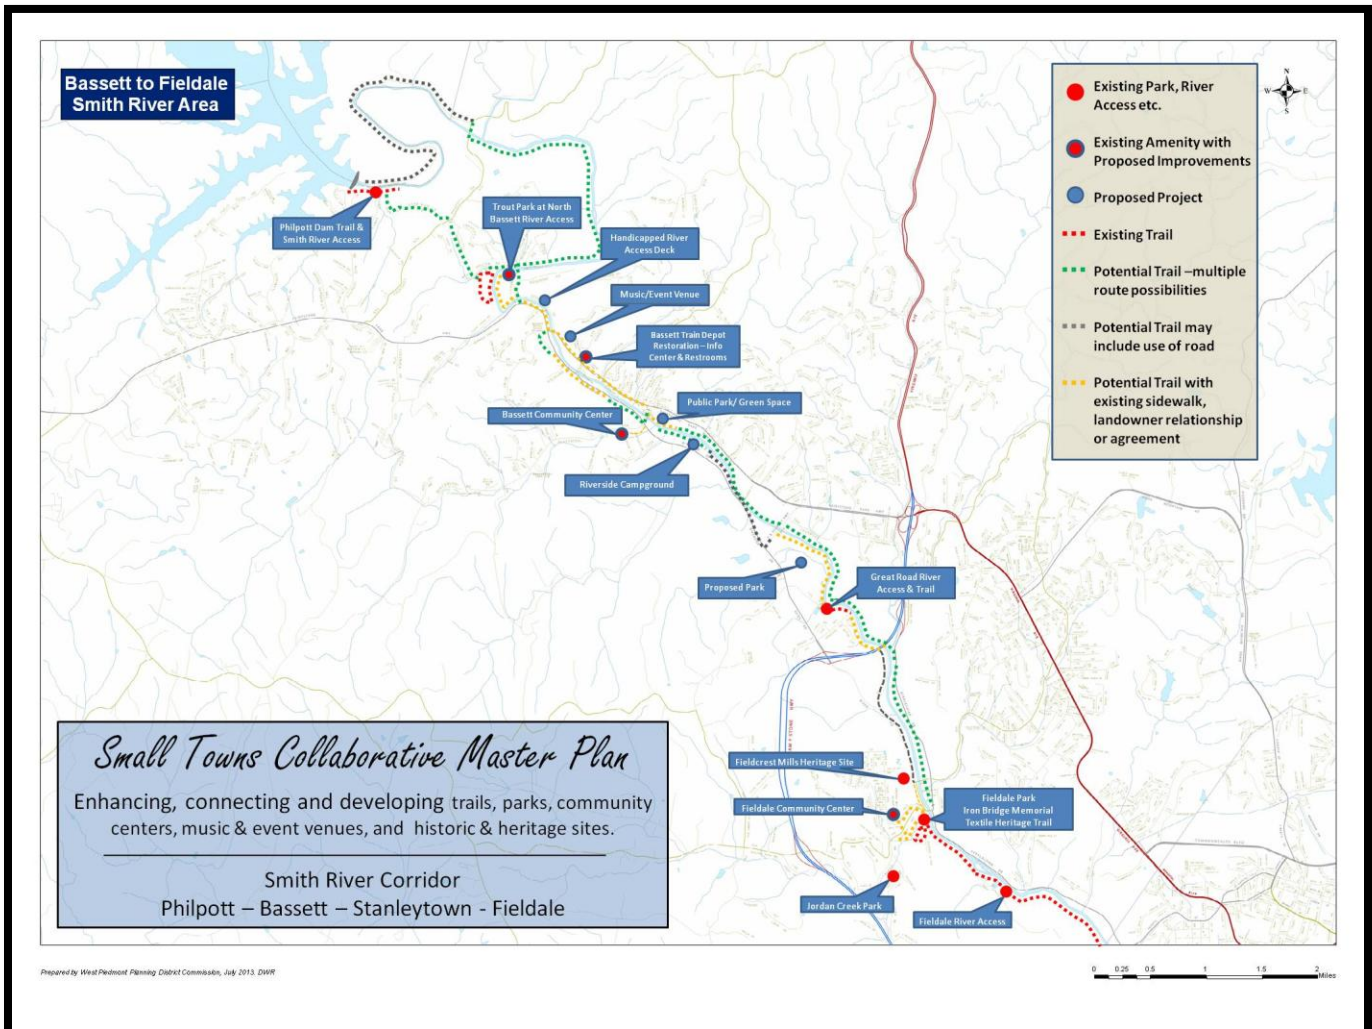 Bassett to Fieldale
Smith River Area
Existing Park, River
Access etc.
Existing Amenity with
Proposed Improvements
Proposed Project
Existing Trail
Potential Trail –multiple
route possibilities
Potential Trail may
include use of road
Potential Trail with
existing sidewalk,
landowner relationship
or agreement
N
W
E
S
Philpott Dam Trail &
Smith River Access
Trout Park at North
Bassett River Access
Handicapped River
Access Deck
Music/Event Venue
Bassett Train Depot
Restoration – Info
Center & Restrooms
Public Park/ Green Space
Bassett Community Center
Riverside Campground
Proposed Park
Great Road River
Access & Trail
Fieldcrest Mills Heritage Site
Fieldale Community Center
Fieldale Park
Iron Bridge Memorial
Textile Heritage Trail
Jordan Creek Park
Fieldale River Access
Small Towns Collaborative Master Plan
Enhancing, connecting and developing trails, parks, community
centers, music & event venues, and historic & heritage sites.
Smith River Corridor
Philpott – Bassett – Stanleytown - Fieldale
Prepared by West Piedmont Planning District Commission, July 2013. DWR
0 0.25 0.5 1 1.5 2
Miles